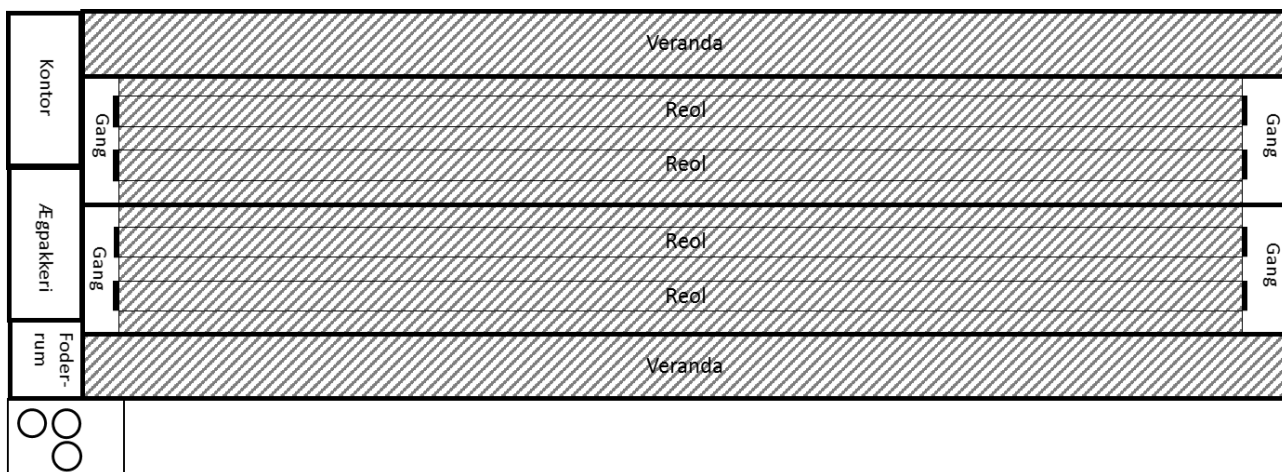 Veranda
Kontor
Gang
Reol
Gang
Reol
Ægpakkeri
Gang
Reol
Gang
Reol
Foder-
rum
Veranda